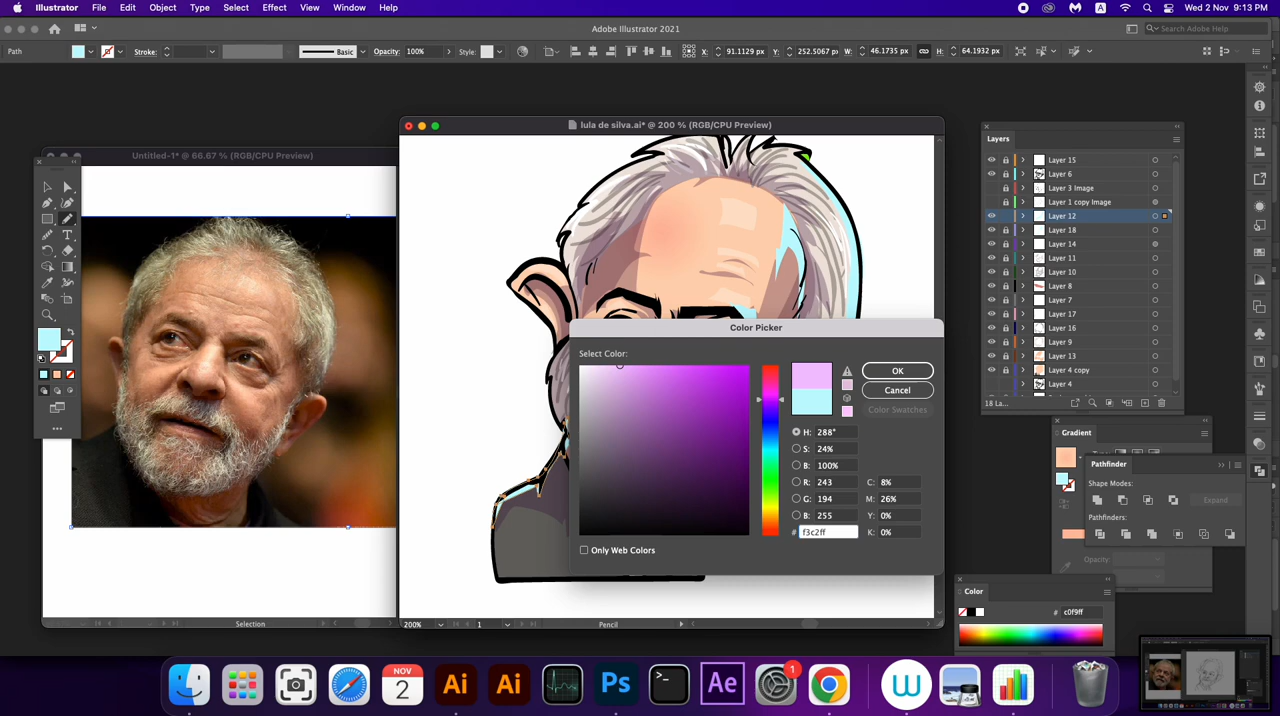 Illustrator File Edit Object Type Select Effect View Window Help
A Wed 2 Nov 9:13 PM
Adobe Illustrator 2021
Search Adobe Help
Path Stroke: Basic Opacity: 100% Style: X: 91.1129 px Y: 252.5067 px W: 46.1735 px H: 64.1932 px
lula de silva.ai* @ 200 % (RGB/CPU Preview)
Untitled-1* @ 66.67 % (RGB/CPU Preview)
Layers
Layer 15
Layer 6
Layer 3 Image
Layer 1 copy Image
Layer 12
Layer 18
Layer 14
Layer 11
Layer 10
Layer 8
Layer 7
Layer 17
Layer 16
Layer 9
Layer 13
Layer 4 copy
Layer 4
18 La...
Color Picker
Select Color:
OK
Cancel
Color Swatches
H: 288°
S: 24%
B: 100%
R: 243 C: 8%
G: 194 M: 26%
B: 255 Y: 0%
# f3c2ff K: 0%
Only Web Colors
Gradient
Pathfinder
Shape Modes:
Expand
Pathfinders:
Opacity:
Color
# c0f9ff
Selection
200% 1 Pencil
NOV
2
Ai Ai Ps >_ Ae 1 W